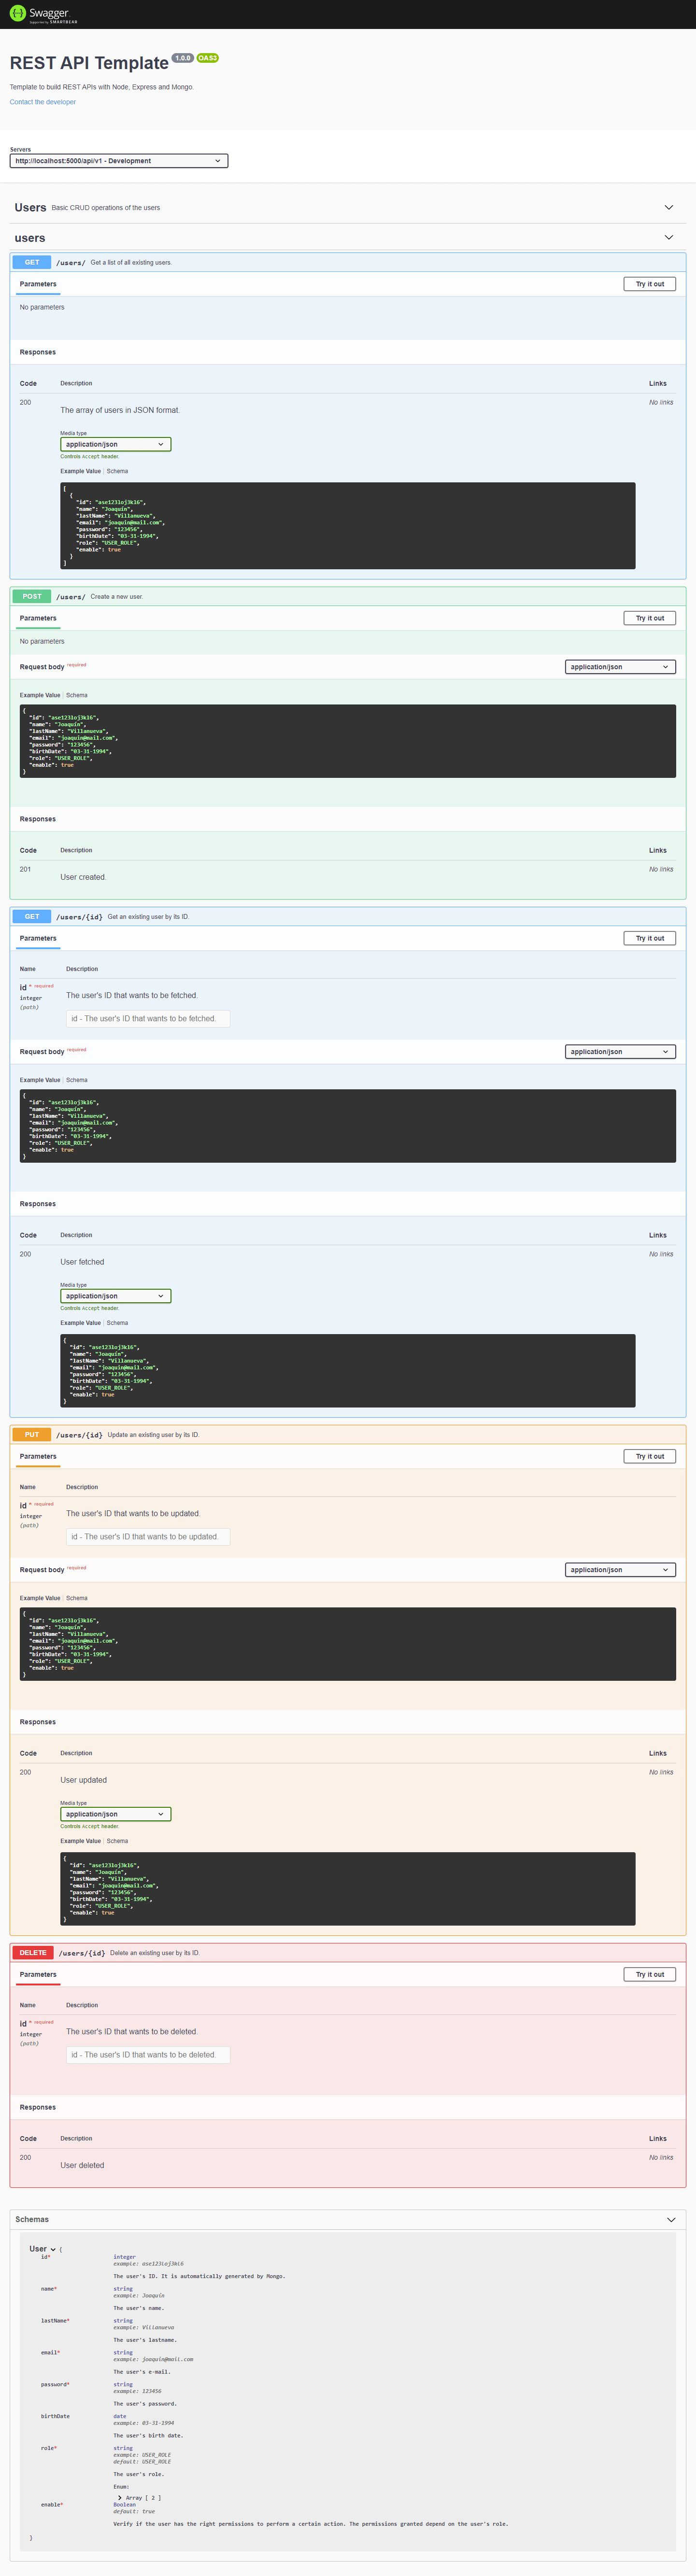 Swagger
Supported by SMARTBEAR
REST API Template 1.0.0 OAS3
Template to build REST APIs with Node, Express and Mongo.
Contact the developer
Servers
http://localhost:5000/api/v1 - Development
Users Basic CRUD operations of the users
users
GET /users/ Get a list of all existing users.
Parameters Try it out
No parameters
Responses
Code Description Links
200 No links
The array of users in JSON format.
Media type
application/json
Controls Accept header.
Example Value Schema
[
{
"id": "ase123loj3k16",
"name": "Joaquín",
"lastName": "Villanueva",
"email": "joaquin@mail.com",
"password": "123456",
"birthDate": "03-31-1994",
"role": "USER_ROLE",
"enable": true
}
]
POST /users/ Create a new user.
Parameters Try it out
No parameters
Request body required application/json
Example Value Schema
{
"id": "ase123loj3k16",
"name": "Joaquín",
"lastName": "Villanueva",
"email": "joaquin@mail.com",
"password": "123456",
"birthDate": "03-31-1994",
"role": "USER_ROLE",
"enable": true
}
Responses
Code Description Links
201 No links
User created.
GET /users/{id} Get an existing user by its ID.
Parameters Try it out
Name Description
id * required
integer
(path)
The user's ID that wants to be fetched.
id - The user's ID that wants to be fetched.
Request body required application/json
Example Value Schema
{
"id": "ase123loj3k16",
"name": "Joaquín",
"lastName": "Villanueva",
"email": "joaquin@mail.com",
"password": "123456",
"birthDate": "03-31-1994",
"role": "USER_ROLE",
"enable": true
}
Responses
Code Description Links
200 No links
User fetched
Media type
application/json
Controls Accept header.
Example Value Schema
{
"id": "ase123loj3k16",
"name": "Joaquín",
"lastName": "Villanueva",
"email": "joaquin@mail.com",
"password": "123456",
"birthDate": "03-31-1994",
"role": "USER_ROLE",
"enable": true
}
PUT /users/{id} Update an existing user by its ID.
Parameters Try it out
Name Description
id * required
integer
(path)
The user's ID that wants to be updated.
id - The user's ID that wants to be updated.
Request body required application/json
Example Value Schema
{
"id": "ase123loj3k16",
"name": "Joaquín",
"lastName": "Villanueva",
"email": "joaquin@mail.com",
"password": "123456",
"birthDate": "03-31-1994",
"role": "USER_ROLE",
"enable": true
}
Responses
Code Description Links
200 No links
User updated
Media type
application/json
Controls Accept header.
Example Value Schema
{
"id": "ase123loj3k16",
"name": "Joaquín",
"lastName": "Villanueva",
"email": "joaquin@mail.com",
"password": "123456",
"birthDate": "03-31-1994",
"role": "USER_ROLE",
"enable": true
}
DELETE /users/{id} Delete an existing user by its ID.
Parameters Try it out
Name Description
id * required
integer
(path)
The user's ID that wants to be deleted.
id - The user's ID that wants to be deleted.
Responses
Code Description Links
200 No links
User deleted
Schemas
User {
id* integer
example: ase123loj3kl6
The user's ID. It is automatically generated by Mongo.
name* string
example: Joaquín
The user's name.
lastName* string
example: Villanueva
The user's lastname.
email* string
example: joaquin@mail.com
The user's e-mail.
password* string
example: 123456
The user's password.
birthDate date
example: 03-31-1994
The user's birth date.
role* string
example: USER_ROLE
default: USER_ROLE
The user's role.
Enum:
Array [ 2 ]
enable* Boolean
default: true
Verify if the user has the right permissions to perform a certain action. The permissions granted depend on the user's role.
}